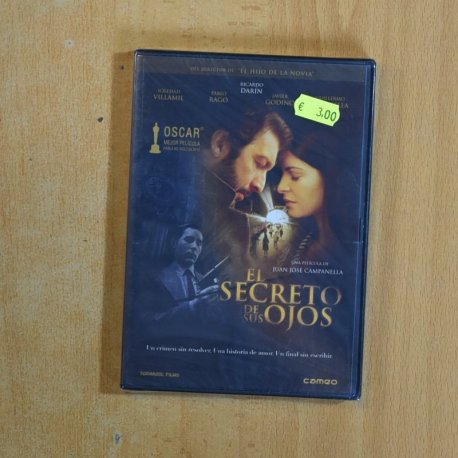 DEL DIRECTOR DE "EL HIJO DE LA NOVIA"
SOLEDAD VILLAMIL
PABLO RAGO
RICARDO DARÍN
JAVIER GODINO
€ 3,00
OSCAR
MEJOR PELÍCULA
UNA PELÍCULA DE
JUAN JOSÉ CAMPANELLA
EL
SECRETO
DE SUS OJOS
Un crimen sin resolver. Una historia de amor. Un final sin escribir.
TORNASOL FILMS
cameo